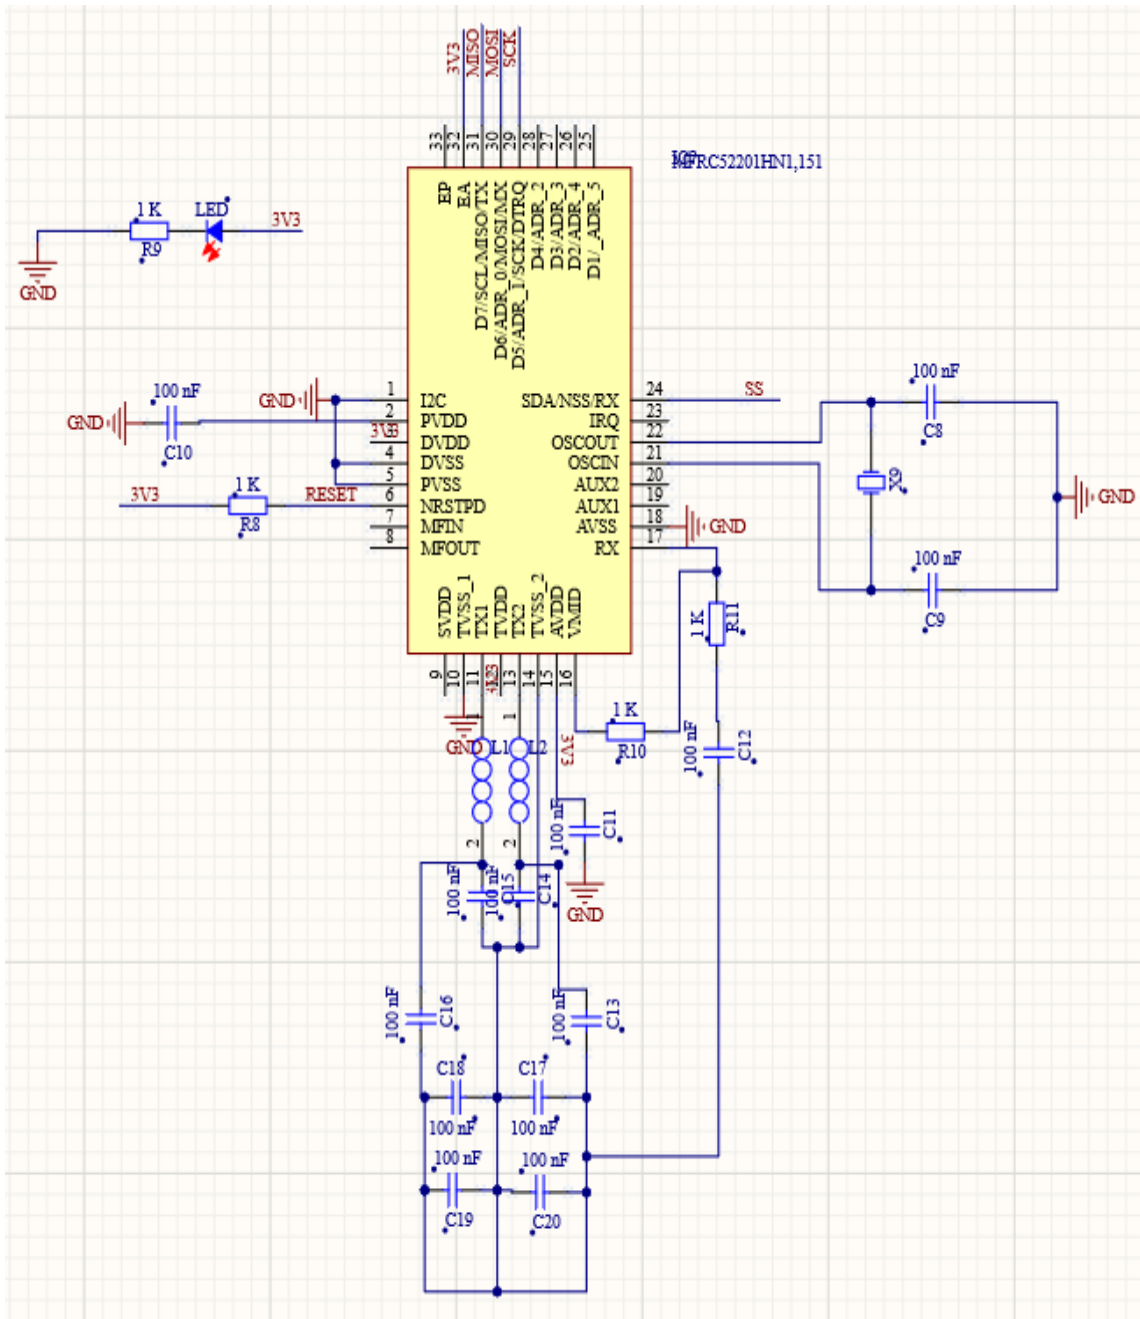 3V3
MISO
MOSI
SCK
33
32
31
30
29
28
27
26
25
MFRC52201HN1,151
EP
EA
D7/SCL/MISO/TX
D6/ADR_0/MOSI/MX
D5/ADR_1/SCK/DTRQ
D4/ADR_2
D3/ADR_3
D2/ADR_4
D1/_ADR_5
1 K
LED
3V3
R9
GND
100 nF
GND
C10
GND
1
2
3V3
4
5
6
7
8
I2C
PVDD
DVDD
DVSS
PVSS
NRSTPD
MFIN
MFOUT
3V3
1 K
R8
RESET
SDA/NSS/RX
IRQ
OSCOUT
OSCIN
AUX2
AUX1
AVSS
RX
24
23
22
21
20
19
18
17
SS
GND
100 nF
C8
X9
GND
100 nF
C9
SVDD
TVSS_1
TX1
TVDD
TX2
TVSS_2
AVDD
VMID
9
10
11
13
14
15
16
1 K
R11
1 K
R10
100 nF
C12
GND
1
1
L1
L2
2
2
3V3
100 nF
C11
GND
100 nF
100 nF
C15
C14
100 nF
C16
100 nF
C13
C18
C17
100 nF
100 nF
100 nF
100 nF
C19
C20